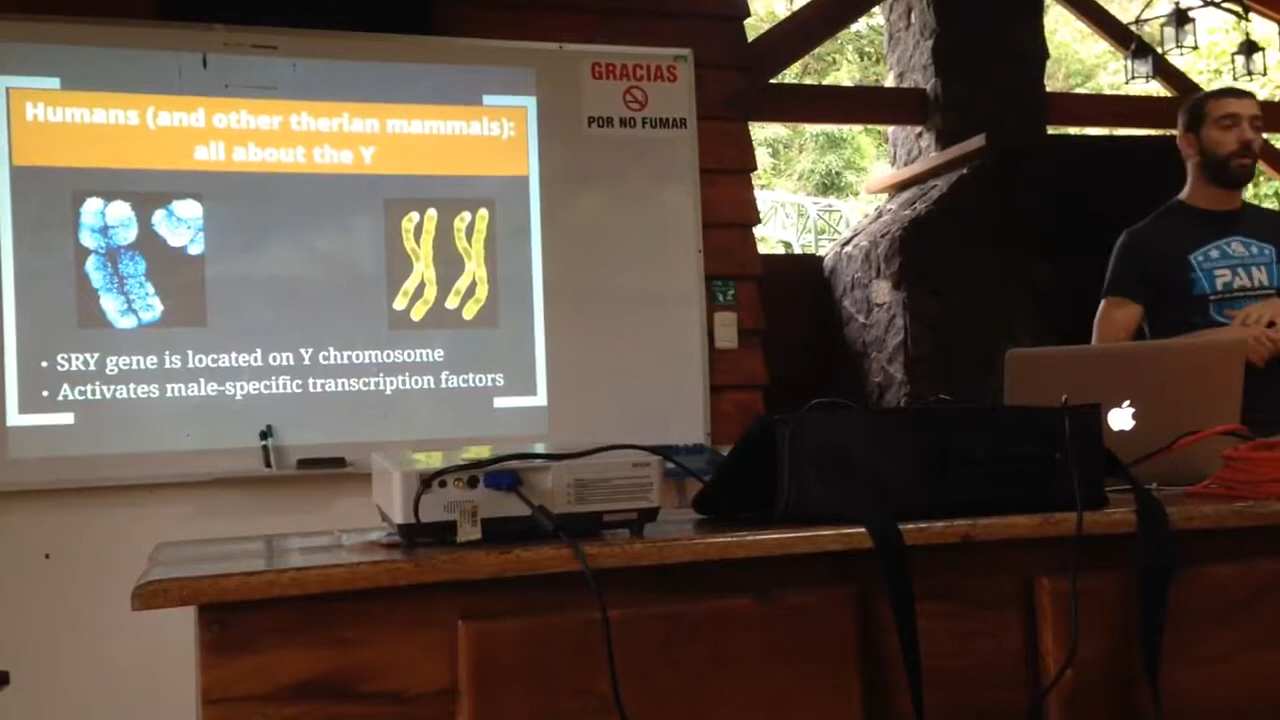 Humans (and other therian mammals):
all about the Y
• SRY gene is located on Y chromosome
• Activates male-specific transcription factors
GRACIAS
POR NO FUMAR
PAN